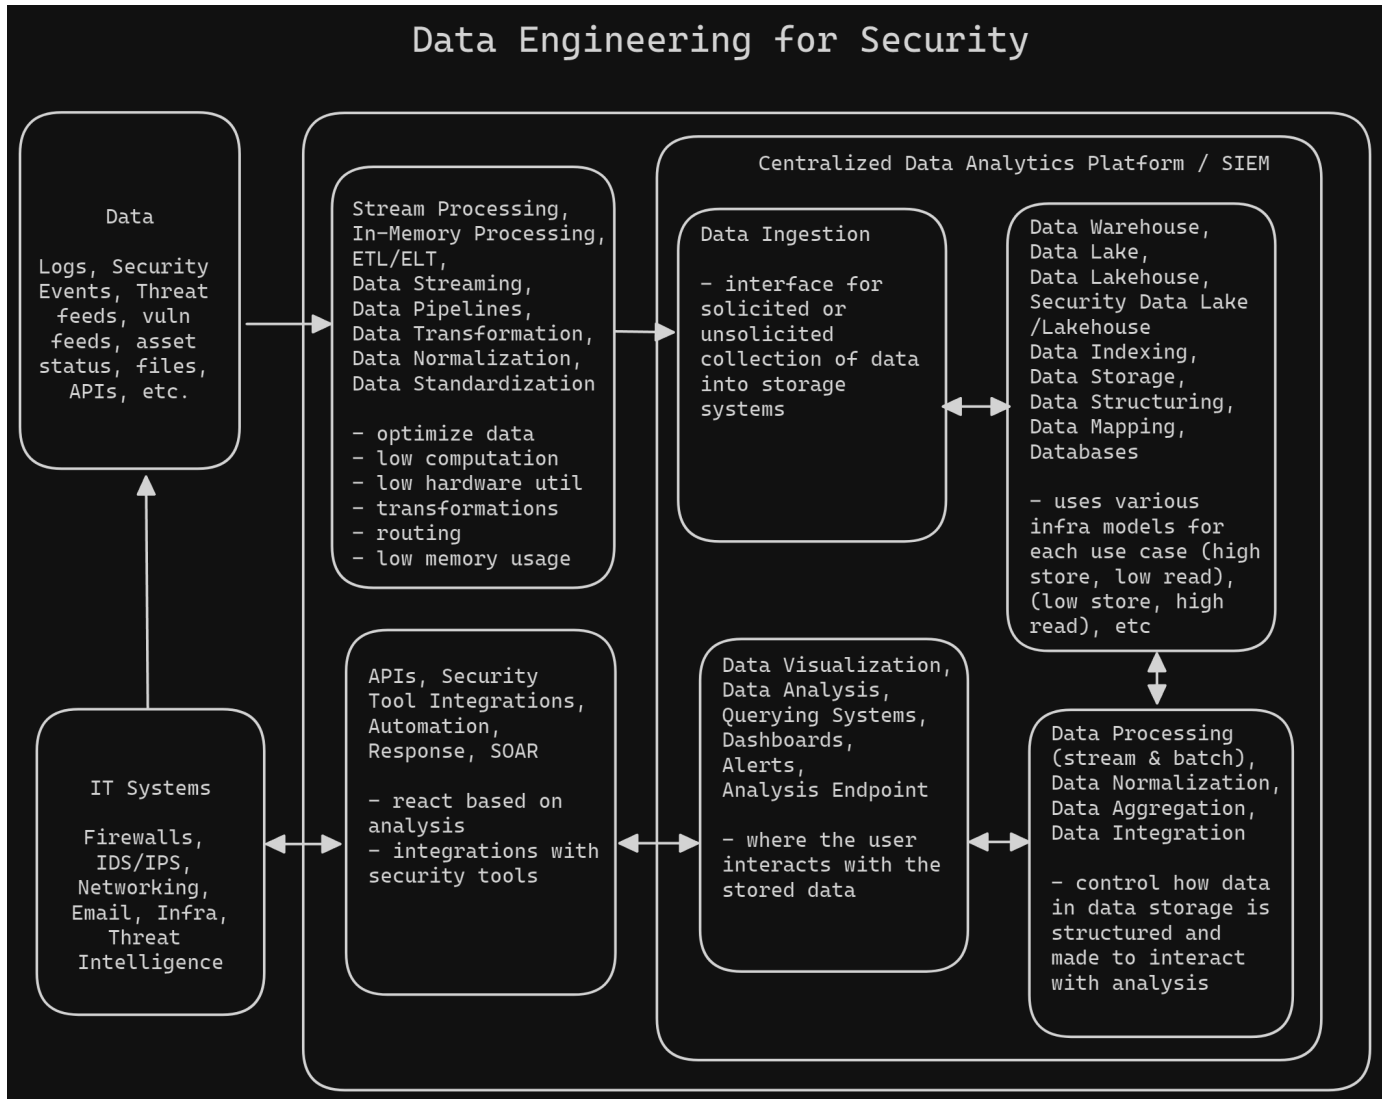 Data Engineering for Security
Data
Logs, Security
Events, Threat
feeds, vuln
feeds, asset
status, files,
APIs, etc.
Stream Processing,
In-Memory Processing,
ETL/ELT,
Data Streaming,
Data Pipelines,
Data Transformation,
Data Normalization,
Data Standardization
- optimize data
- low computation
- low hardware util
- transformations
- routing
- low memory usage
Centralized Data Analytics Platform / SIEM
Data Ingestion
- interface for
solicited or
unsolicited
collection of data
into storage
systems
Data Warehouse,
Data Lake,
Data Lakehouse,
Security Data Lake
/Lakehouse
Data Indexing,
Data Storage,
Data Structuring,
Data Mapping,
Databases
- uses various
infra models for
each use case (high
store, low read),
(low store, high
read), etc
IT Systems
Firewalls,
IDS/IPS,
Networking,
Email, Infra,
Threat
Intelligence
APIs, Security
Tool Integrations,
Automation,
Response, SOAR
- react based on
analysis
- integrations with
security tools
Data Visualization,
Data Analysis,
Querying Systems,
Dashboards,
Alerts,
Analysis Endpoint
- where the user
interacts with the
stored data
Data Processing
(stream & batch),
Data Normalization,
Data Aggregation,
Data Integration
- control how data
in data storage is
structured and
made to interact
with analysis